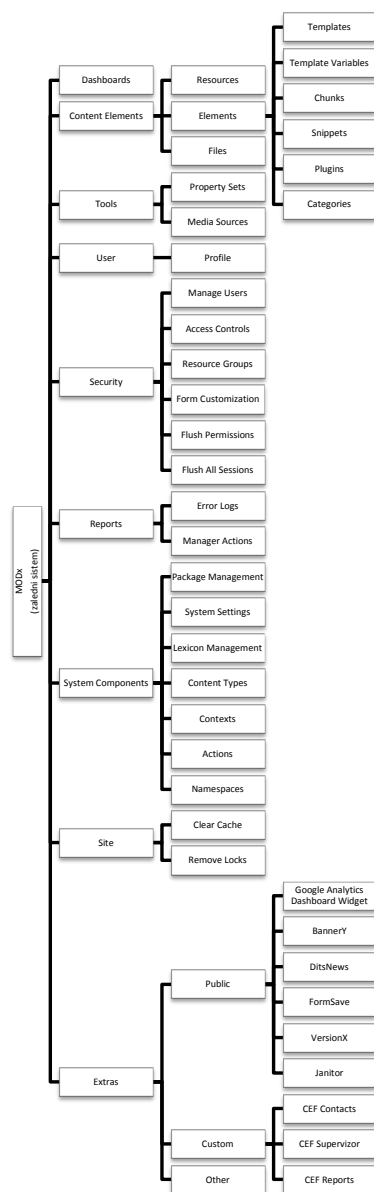 MODx
(zaledni sistem)
Dashboards
Content Elements
Resources
Elements
Templates
Template Variables
Chunks
Snippets
Plugins
Categories
Files
Tools
Property Sets
Media Sources
User
Profile
Security
Manage Users
Access Controls
Resource Groups
Form Customization
Flush Permissions
Flush All Sessions
Reports
Error Logs
Manager Actions
System Components
Package Management
System Settings
Lexicon Management
Content Types
Contexts
Actions
Namespaces
Site
Clear Cache
Remove Locks
Extras
Public
Google Analytics
Dashboard Widget
BannerY
DitsNews
FormSave
VersionX
Janitor
Custom
CEF Contacts
CEF Supervizor
CEF Reports
Other